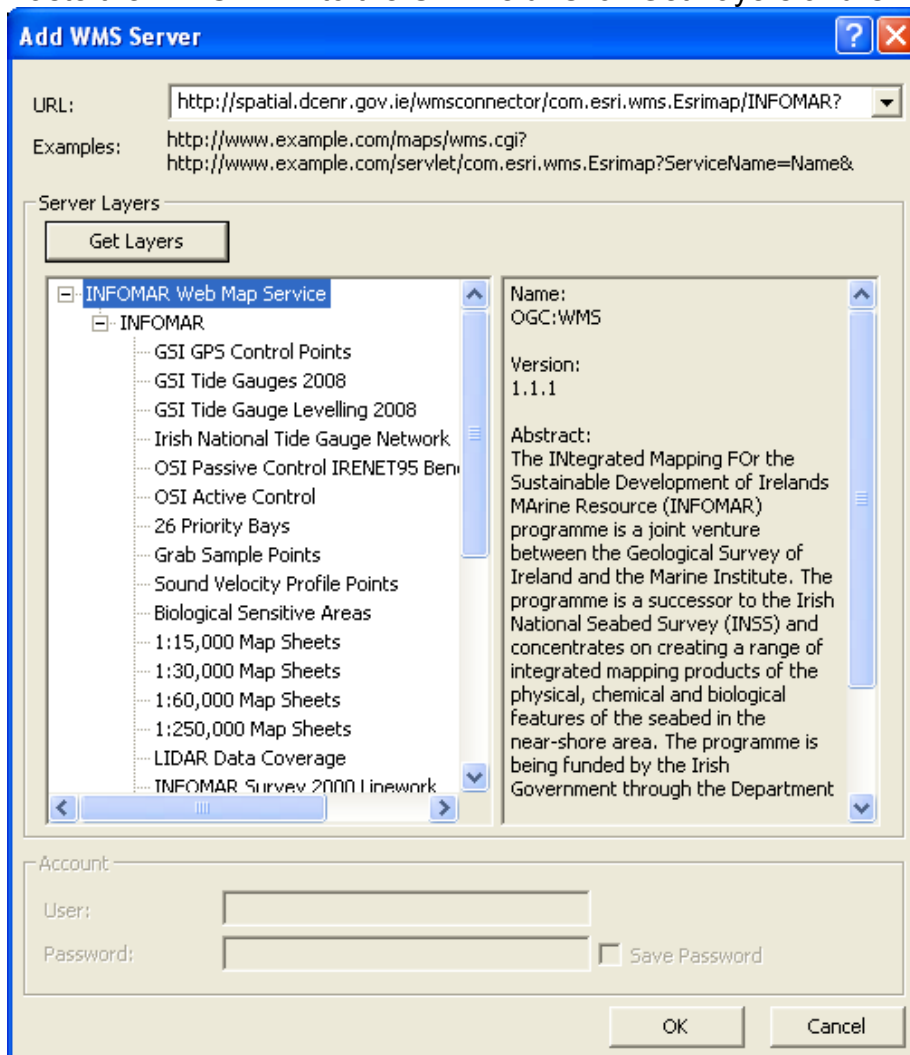 Add WMS Server
URL: http://spatial.dcenr.gov.ie/wmsconnector/com.esri.wms.Esrimap/INFOMAR?
Examples: http://www.example.com/maps/wms.cgi?
http://www.example.com/servlet/com.esri.wms.Esrimap?ServiceName=Name&
Server Layers
Get Layers
INFOMAR Web Map Service
INFOMAR
GSI GPS Control Points
GSI Tide Gauges 2008
GSI Tide Gauge Levelling 2008
Irish National Tide Gauge Network
OSI Passive Control IRENET95 Ben
OSI Active Control
26 Priority Bays
Grab Sample Points
Sound Velocity Profile Points
Biological Sensitive Areas
1:15,000 Map Sheets
1:30,000 Map Sheets
1:60,000 Map Sheets
1:250,000 Map Sheets
LIDAR Data Coverage
INFOMAR Survey 2000 Linework
Name:
OGC:WMS
Version:
1.1.1
Abstract:
The INtegrated Mapping FOr the
Sustainable Development of Irelands
MArine Resource (INFOMAR)
programme is a joint venture
between the Geological Survey of
Ireland and the Marine Institute. The
programme is a successor to the Irish
National Seabed Survey (INSS) and
concentrates on creating a range of
integrated mapping products of the
physical, chemical and biological
features of the seabed in the
near-shore area. The programme is
being funded by the Irish
Government through the Department
Account
User:
Password:
Save Password
OK
Cancel